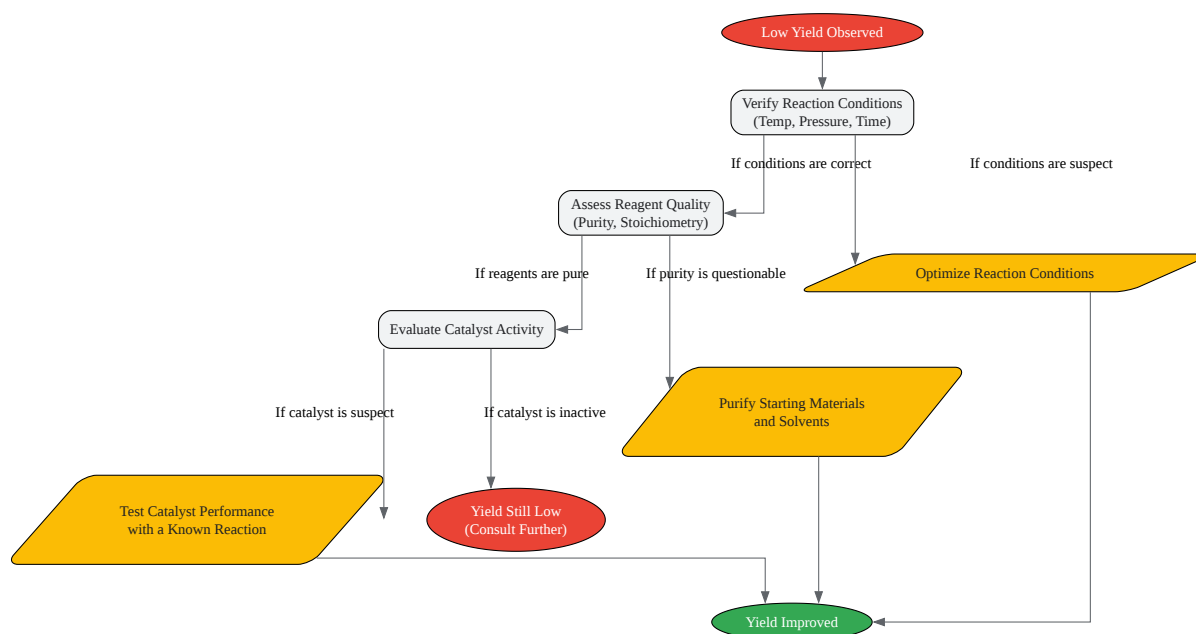 Low Yield Observed
Verify Reaction Conditions
(Temp, Pressure, Time)
If conditions are correct
If conditions are suspect
Assess Reagent Quality
(Purity, Stoichiometry)
If reagents are pure
If purity is questionable
Optimize Reaction Conditions
Evaluate Catalyst Activity
If catalyst is suspect
If catalyst is inactive
Purify Starting Materials
and Solvents
Test Catalyst Performance
with a Known Reaction
Yield Still Low
(Consult Further)
Yield Improved